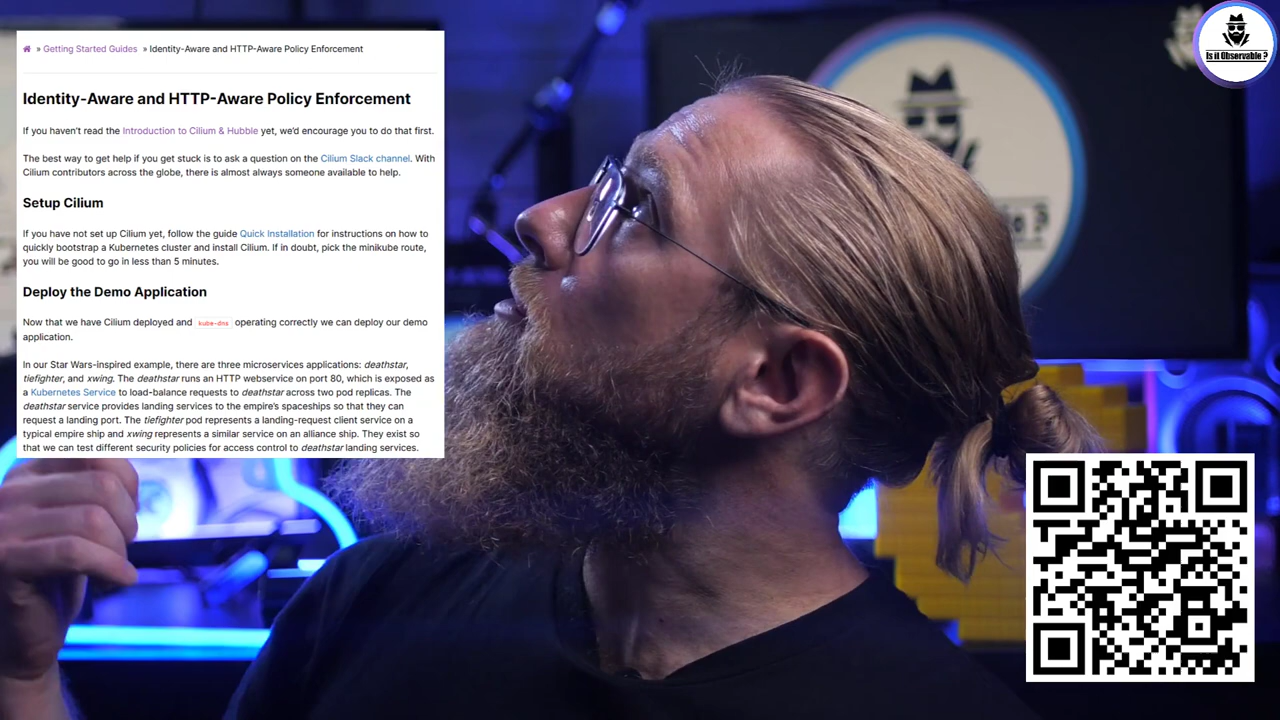 » Getting Started Guides » Identity-Aware and HTTP-Aware Policy Enforcement
Identity-Aware and HTTP-Aware Policy Enforcement
If you haven't read the Introduction to Cilium & Hubble yet, we'd encourage you to do that first.
The best way to get help if you get stuck is to ask a question on the Cilium Slack channel. With
Cilium contributors across the globe, there is almost always someone available to help.
Setup Cilium
If you have not set up Cilium yet, follow the guide Quick Installation for instructions on how to
quickly bootstrap a Kubernetes cluster and install Cilium. If in doubt, pick the minikube route,
you will be good to go in less than 5 minutes.
Deploy the Demo Application
Now that we have Cilium deployed and kube-dns operating correctly we can deploy our demo
application.
In our Star Wars-inspired example, there are three microservices applications: deathstar,
tiefighter, and xwing. The deathstar runs an HTTP webservice on port 80, which is exposed as
a Kubernetes Service to load-balance requests to deathstar across two pod replicas. The
deathstar service provides landing services to the empire's spaceships so that they can
request a landing port. The tiefighter pod represents a landing-request client service on a
typical empire ship and xwing represents a similar service on an alliance ship. They exist so
that we can test different security policies for access control to deathstar landing services.
Is it Observable ?
?